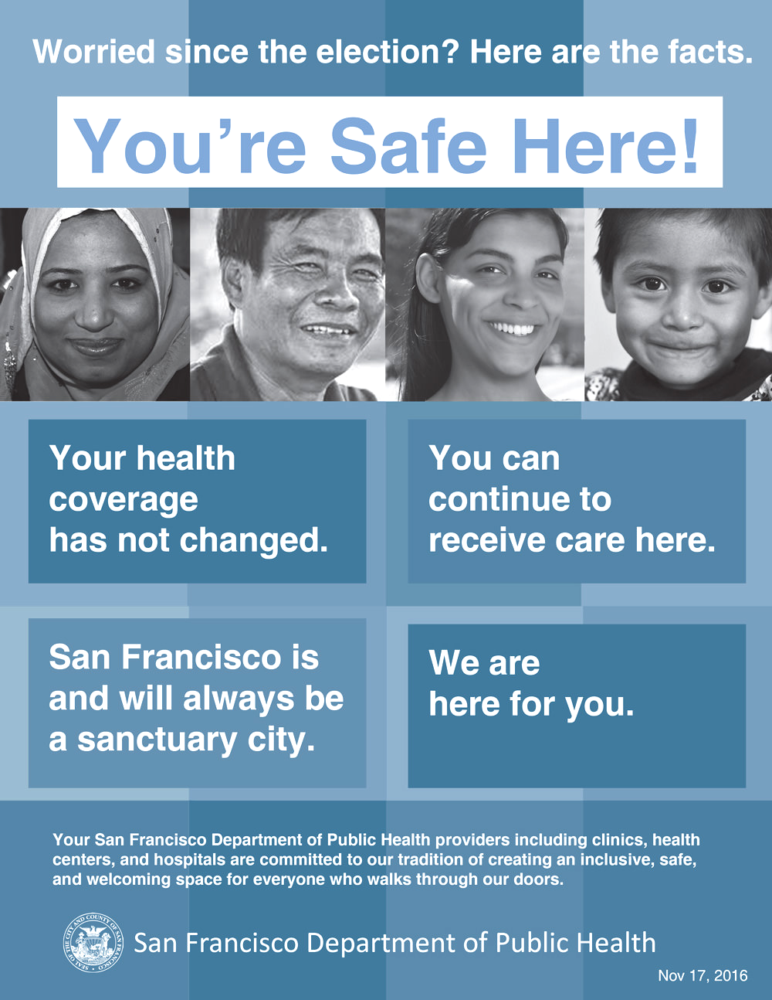 Worried since the election? Here are the facts.
You're Safe Here!
Your health
coverage
has not changed.
You can
continue to
receive care here.
San Francisco is
and will always be
a sanctuary city.
We are
here for you.
Your San Francisco Department of Public Health providers including clinics, health
centers, and hospitals are committed to our tradition of creating an inclusive, safe,
and welcoming space for everyone who walks through our doors.
SEAL OF THE CITY AND COUNTY OF SAN FRANCISCO
San Francisco Department of Public Health
Nov 17, 2016